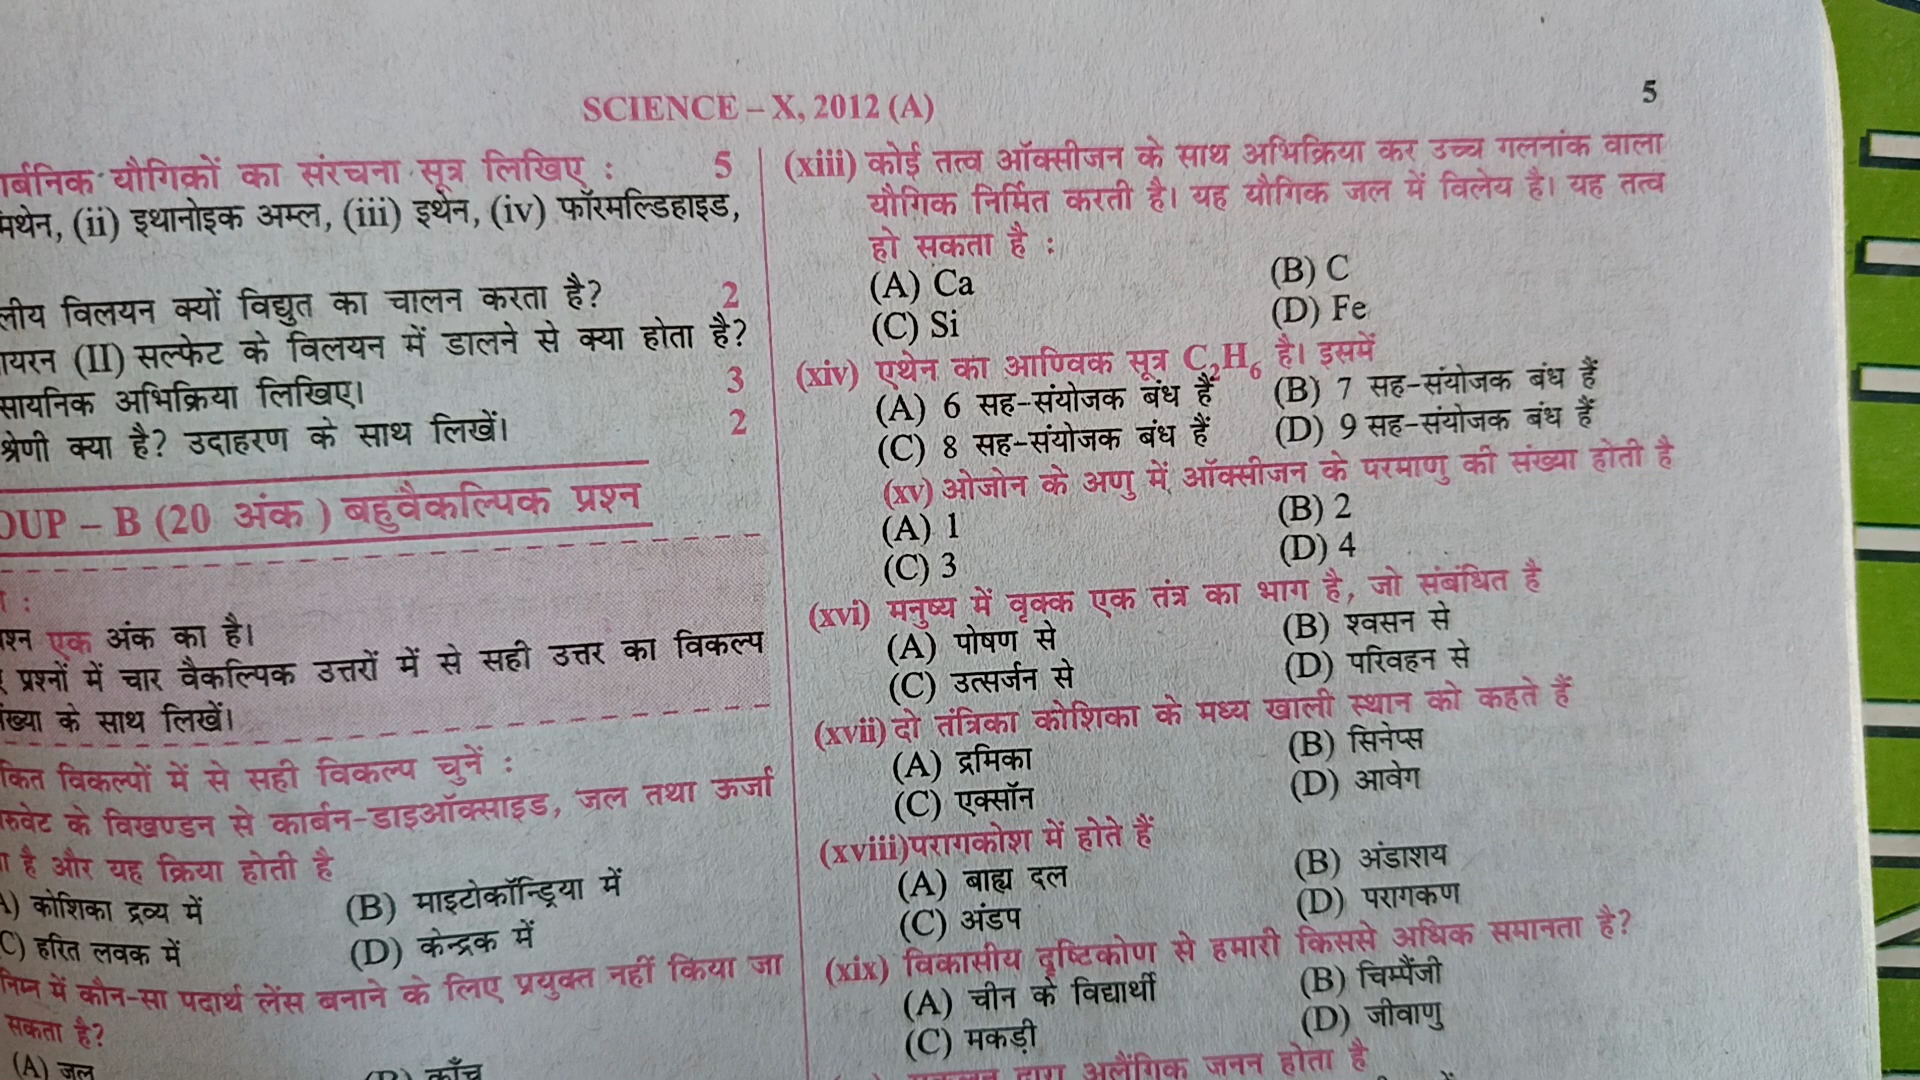 SCIENCE – X, 2012 (A)
5
यौगिकों का संरचना सूत्र लिखिए : 5
(ii) इथानोइक अम्ल, (iii) इथेन, (iv) फॉरमल्डिहाइड,
विलयन क्यों विद्युत का चालन करता है? 2
(II) सल्फेट के विलयन में डालने से क्या होता है?
अभिक्रिया लिखिए। 3
श्रेणी क्या है? उदाहरण के साथ लिखें। 2
– B (20 अंक ) बहुवैकल्पिक प्रश्न
एक अंक का है।
प्रश्नों में चार वैकल्पिक उत्तरों में से सही उत्तर का विकल्प
के साथ लिखें।
विकल्पों में से सही विकल्प चुनें :
के विखण्डन से कार्बन-डाइऑक्साइड, जल तथा ऊर्जा
है और यह क्रिया होती है
कोशिका द्रव्य में (B) माइटोकॉन्ड्रिया में
हरित लवक में (D) केन्द्रक में
निम्न में कौन-सा पदार्थ लेंस बनाने के लिए प्रयुक्त नहीं किया जा
सकता है?
(A) जल काँच
(xiii) कोई तत्व ऑक्सीजन के साथ अभिक्रिया कर उच्च गलनांक वाला
यौगिक निर्मित करती है। यह यौगिक जल में विलेय है। यह तत्व
हो सकता है :
(A) Ca (B) C
(C) Si (D) Fe
(xiv) एथेन का आण्विक सूत्र C₂H₆ है। इसमें
(A) 6 सह-संयोजक बंध हैं (B) 7 सह-संयोजक बंध हैं
(C) 8 सह-संयोजक बंध हैं (D) 9 सह-संयोजक बंध हैं
(xv) ओजोन के अणु में ऑक्सीजन के परमाणु की संख्या होती है
(A) 1 (B) 2
(C) 3 (D) 4
(xvi) मनुष्य में वृक्क एक तंत्र का भाग है, जो संबंधित है
(A) पोषण से (B) श्वसन से
(C) उत्सर्जन से (D) परिवहन से
(xvii) दो तंत्रिका कोशिका के मध्य खाली स्थान को कहते हैं
(A) द्रमिका (B) सिनेप्स
(C) एक्सॉन (D) आवेग
(xviii) परागकोश में होते हैं
(A) बाह्य दल (B) अंडाशय
(C) अंडप (D) परागकण
(xix) विकासीय दृष्टिकोण से हमारी किससे अधिक समानता है?
(A) चीन के विद्यार्थी (B) चिम्पैंजी
(C) मकड़ी (D) जीवाणु
अलैंगिक जनन होता है